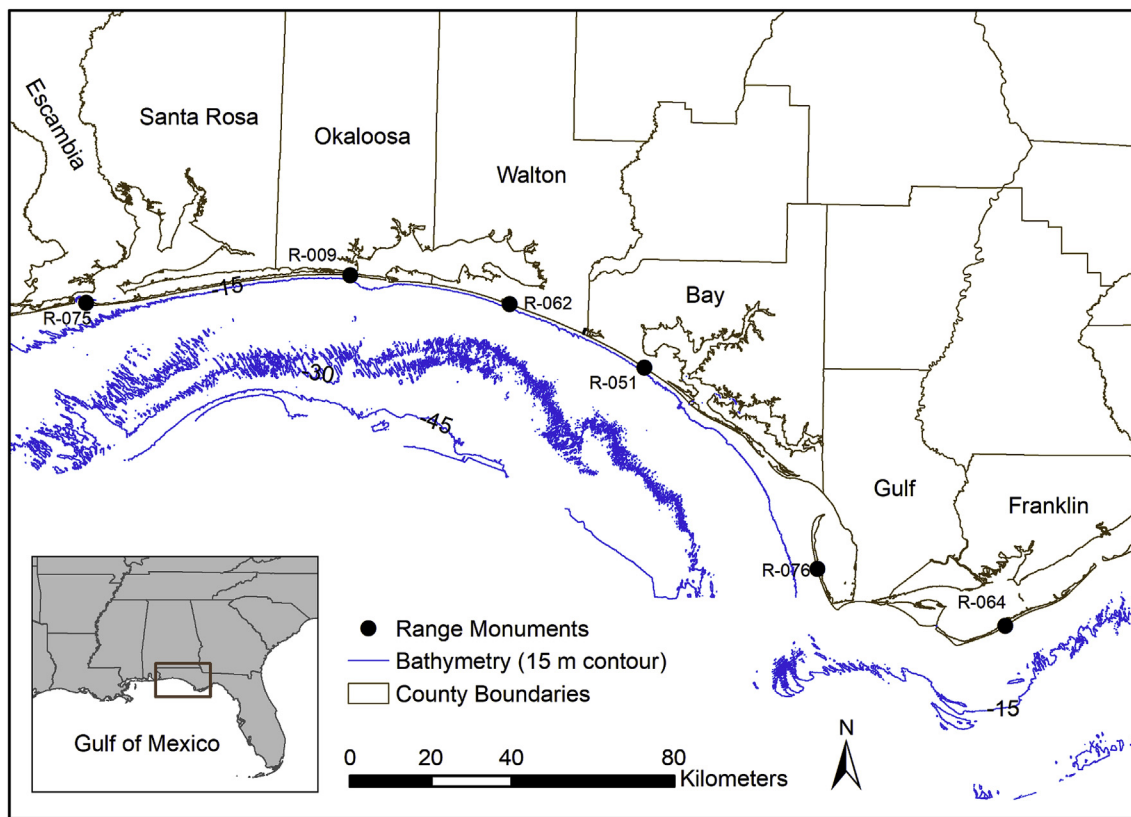 Escambia
Santa Rosa
Okaloosa
Walton
R-009
-15
R-062
R-075
Bay
-30
R-051
-45
Gulf
Franklin
R-076
R-064
-15
Range Monuments
Bathymetry (15 m contour)
County Boundaries
Gulf of Mexico
N
0 20 40 80
Kilometers